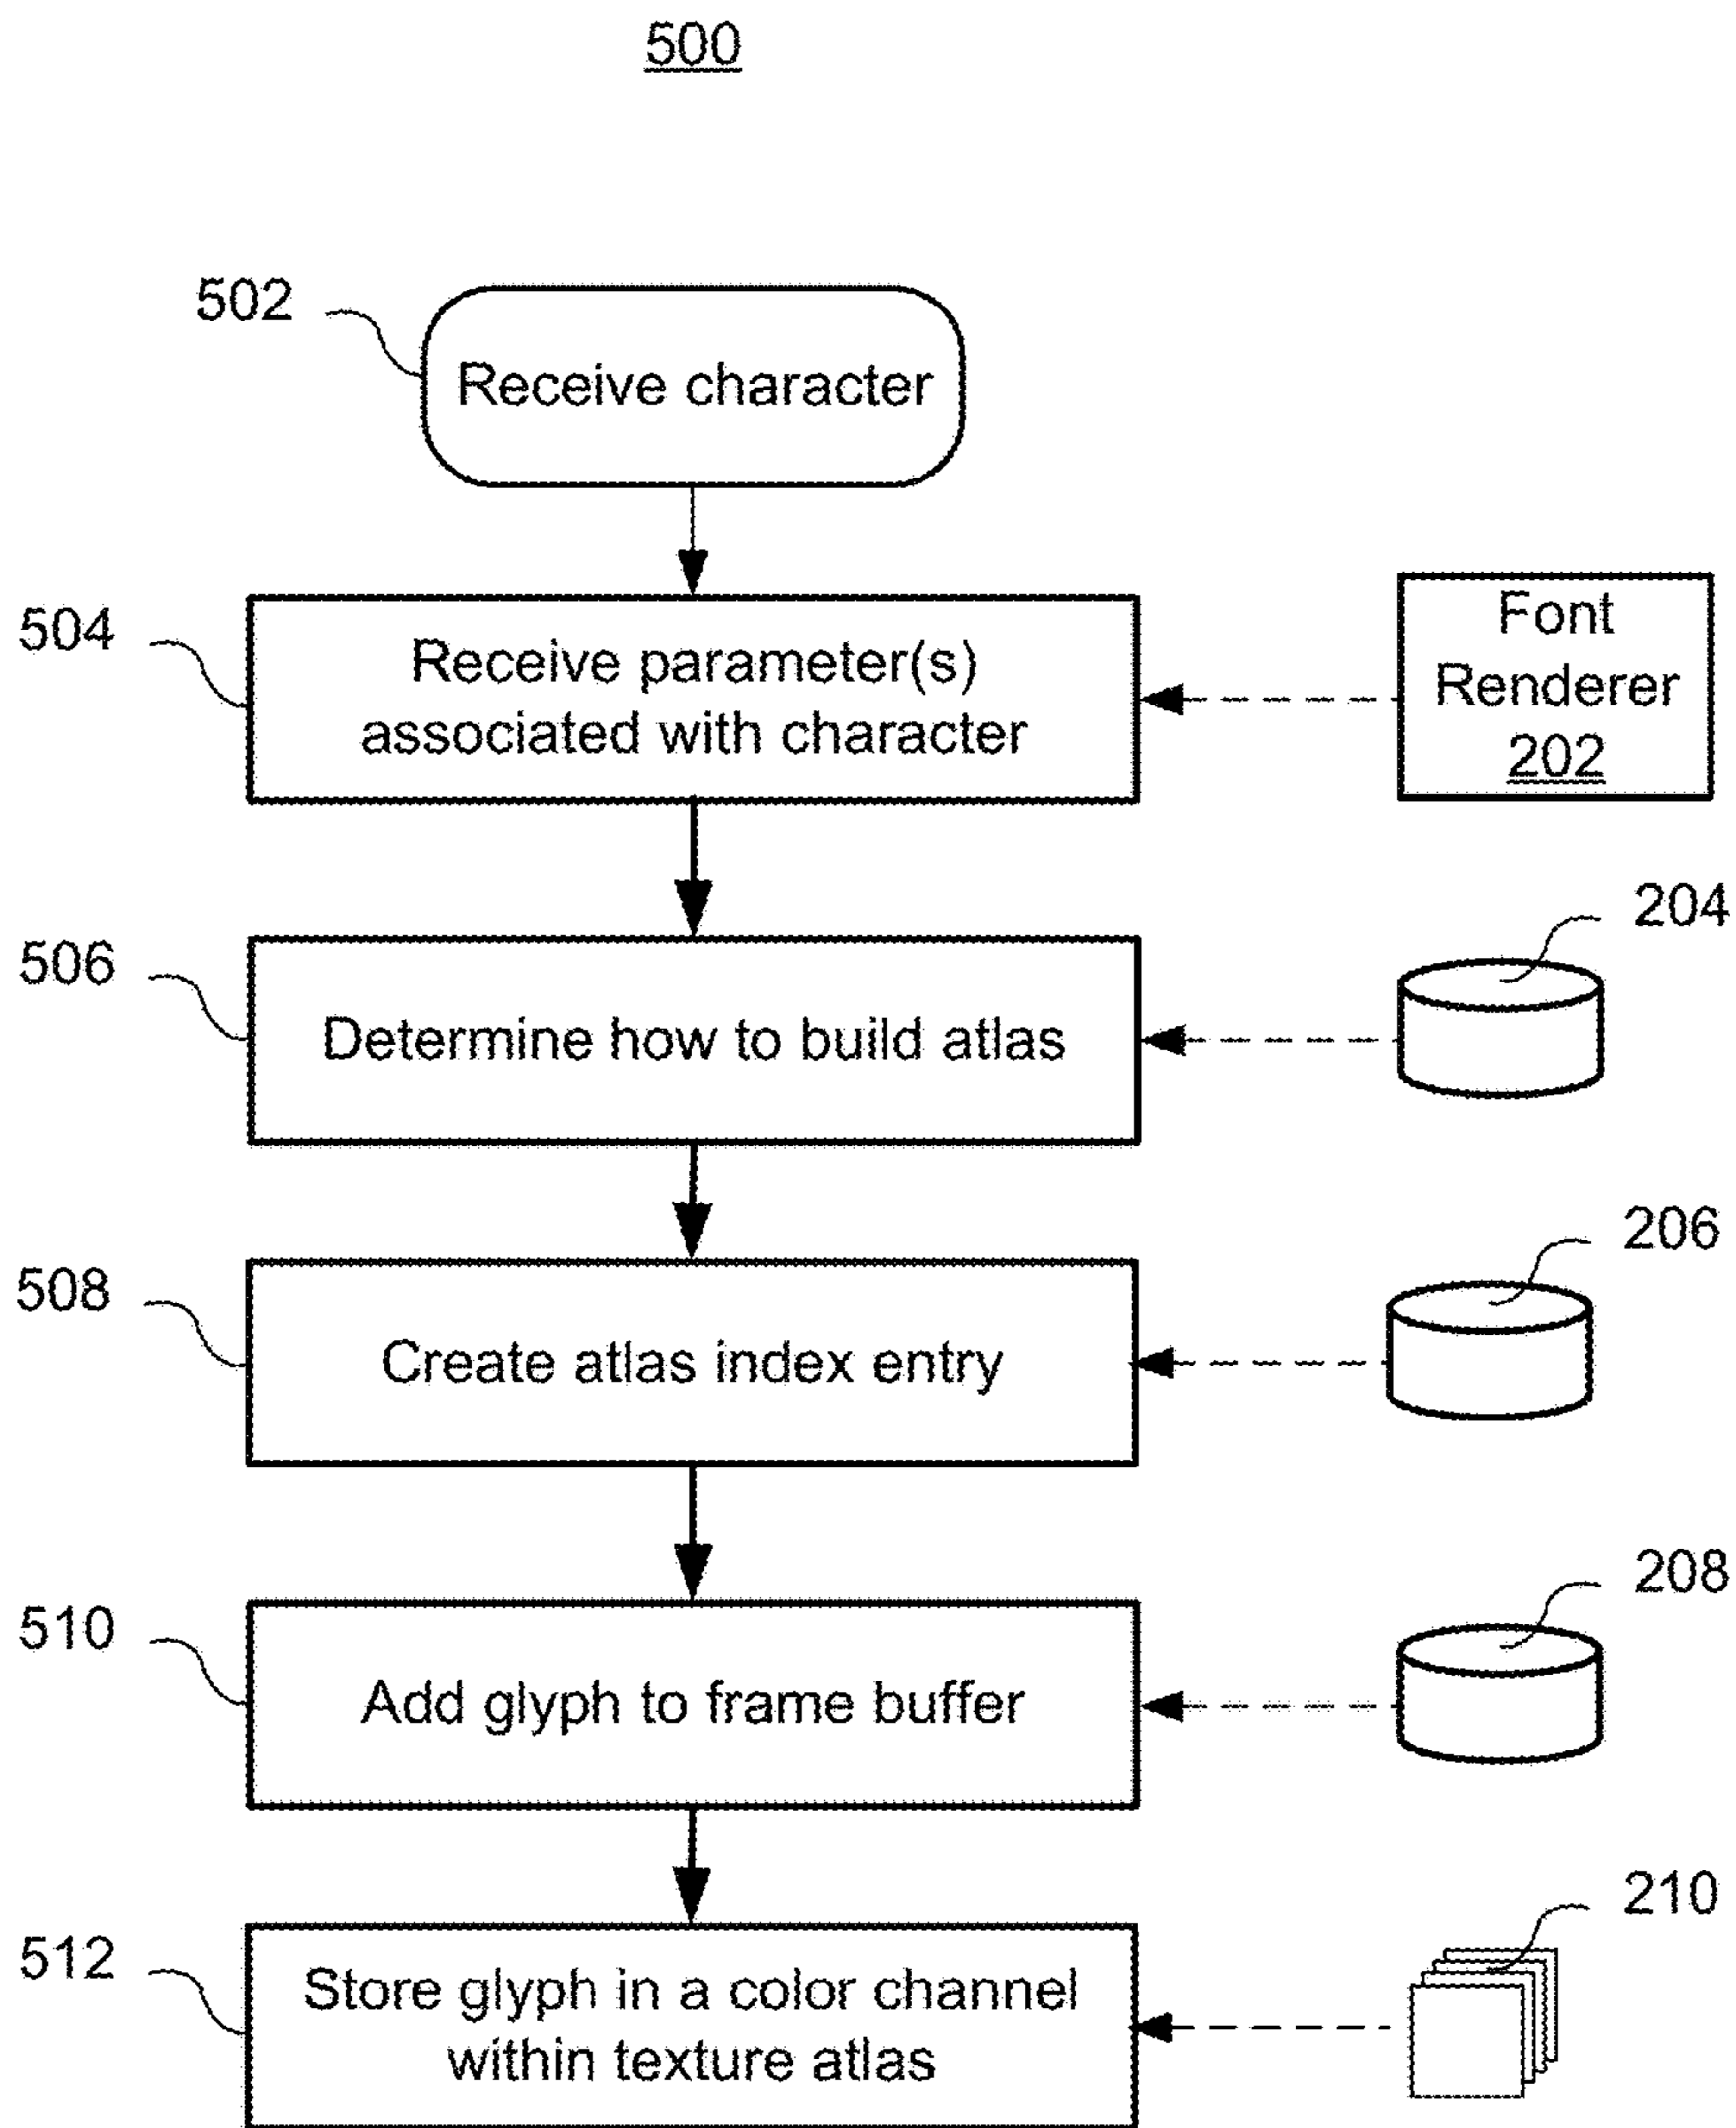 500
502
Receive character
504
Receive parameter(s)
associated with character
Font
Renderer
202
506
Determine how to build atlas
204
508
Create atlas index entry
206
510
Add glyph to frame buffer
208
512
Store glyph in a color channel
within texture atlas
210